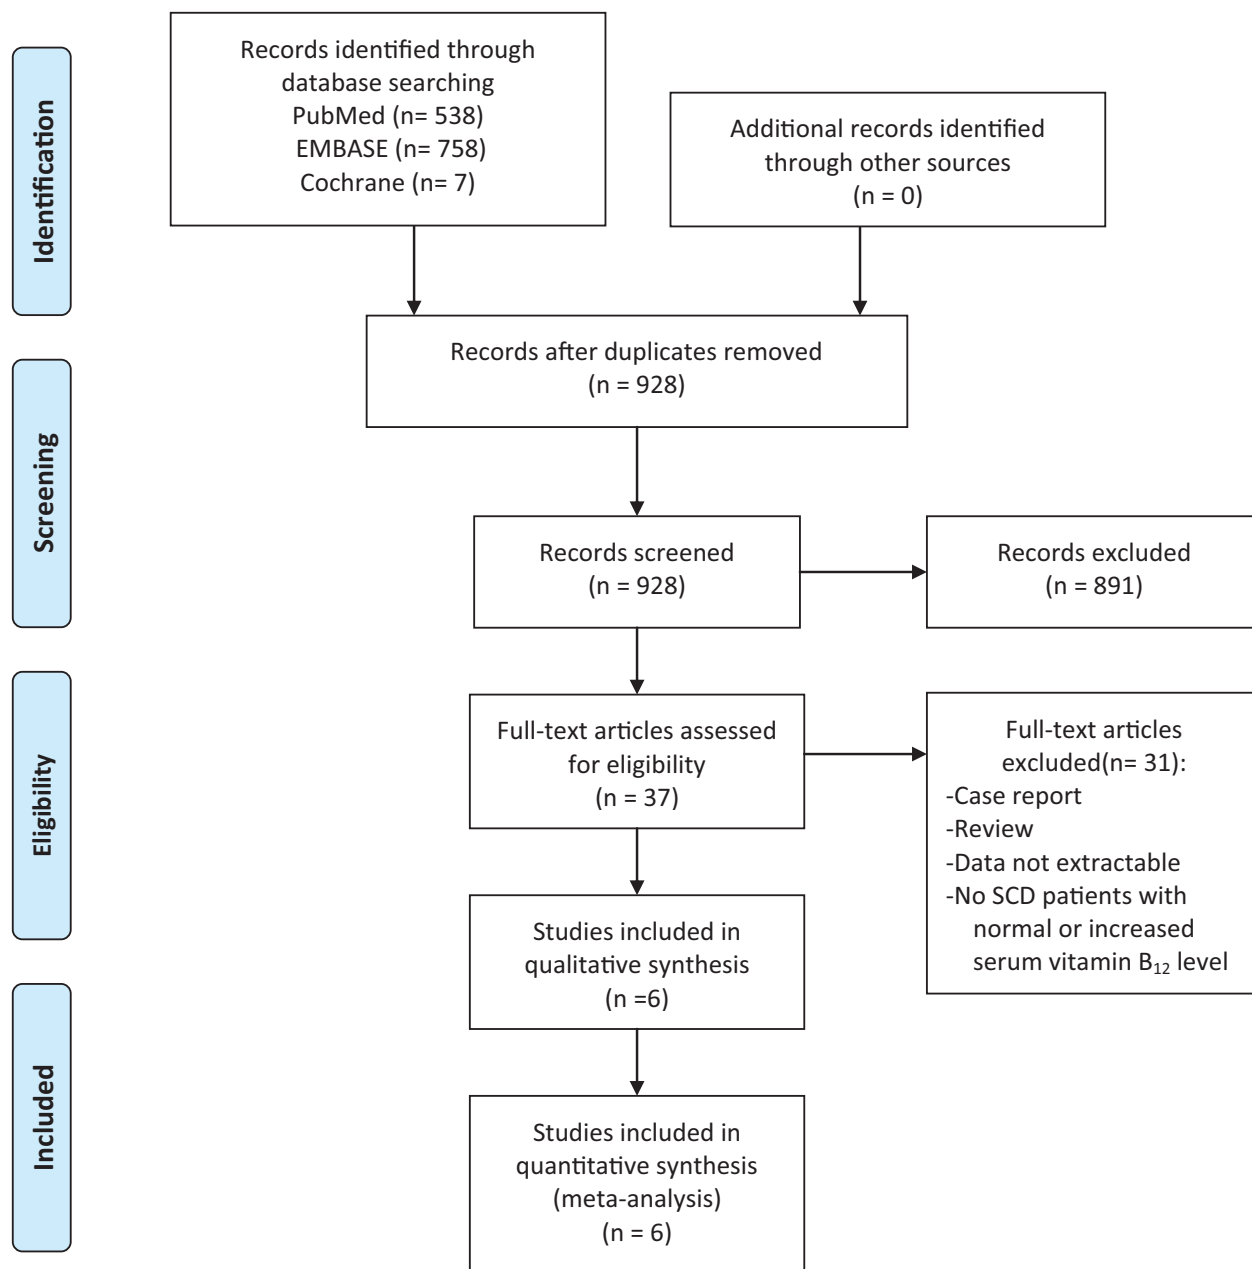 Identification
Records identified through
database searching
PubMed (n= 538)
EMBASE (n= 758)
Cochrane (n= 7)
Additional records identified
through other sources
(n = 0)
Records after duplicates removed
(n = 928)
Screening
Records screened
(n = 928)
Records excluded
(n = 891)
Eligibility
Full-text articles assessed
for eligibility
(n = 37)
Full-text articles
excluded(n= 31):
-Case report
-Review
-Data not extractable
-No SCD patients with
normal or increased
serum vitamin B₁₂ level
Studies included in
qualitative synthesis
(n =6)
Included
Studies included in
quantitative synthesis
(meta-analysis)
(n = 6)